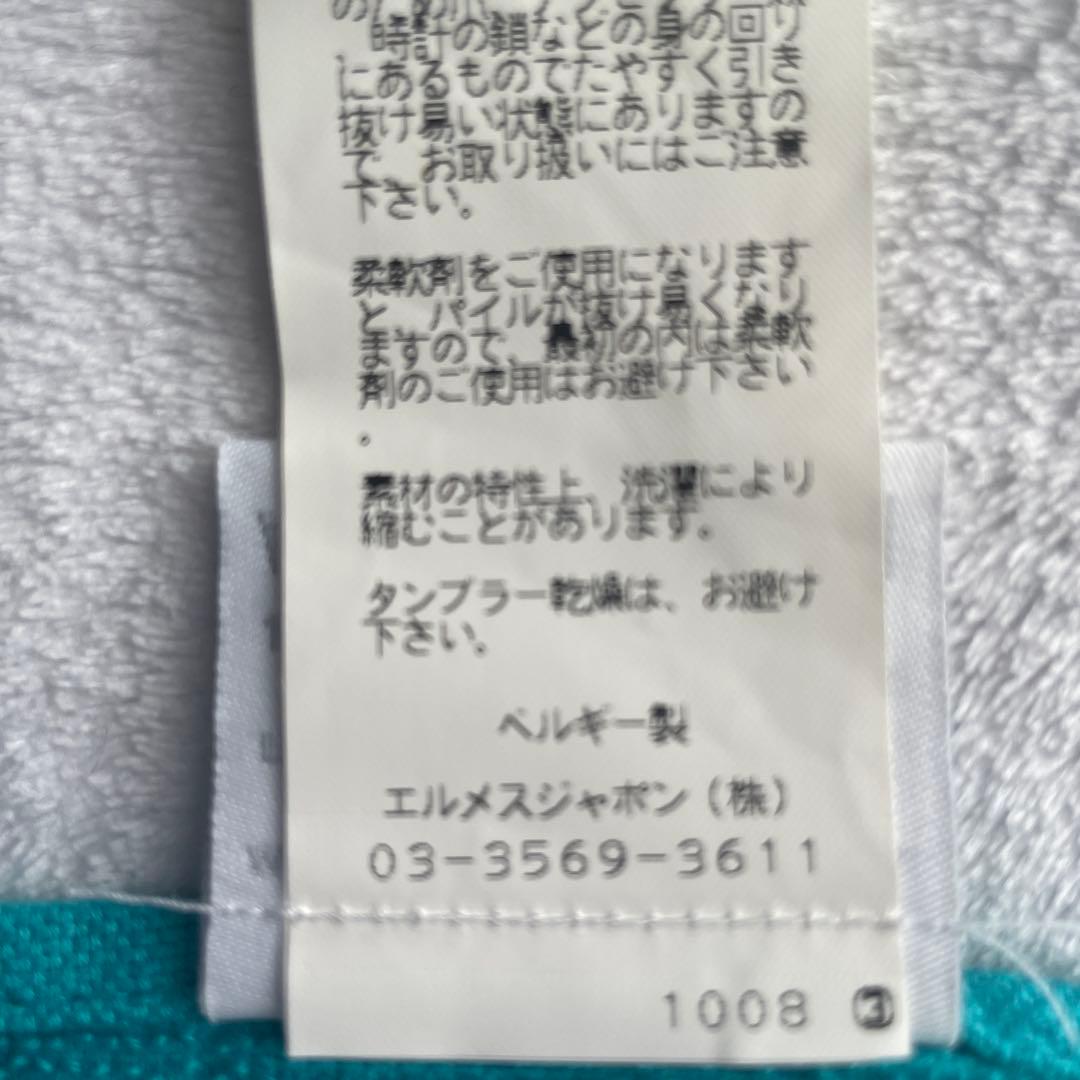 時計の鎖などの身の回り
にあるものでたやすく引き
抜け易い状態にありますの
で、お取り扱いにはご注意
下さい。
柔軟剤をご使用になります
と、パイルが抜け易くなり
ますので、最初の内は柔軟
剤のご使用はお避け下さい
。
素材の特性上、洗濯により
縮むことがあります。
タンブラー乾燥は、お避け
下さい。
ベルギー製
エルメスジャポン(株)
03-3569-3611
1008 ③